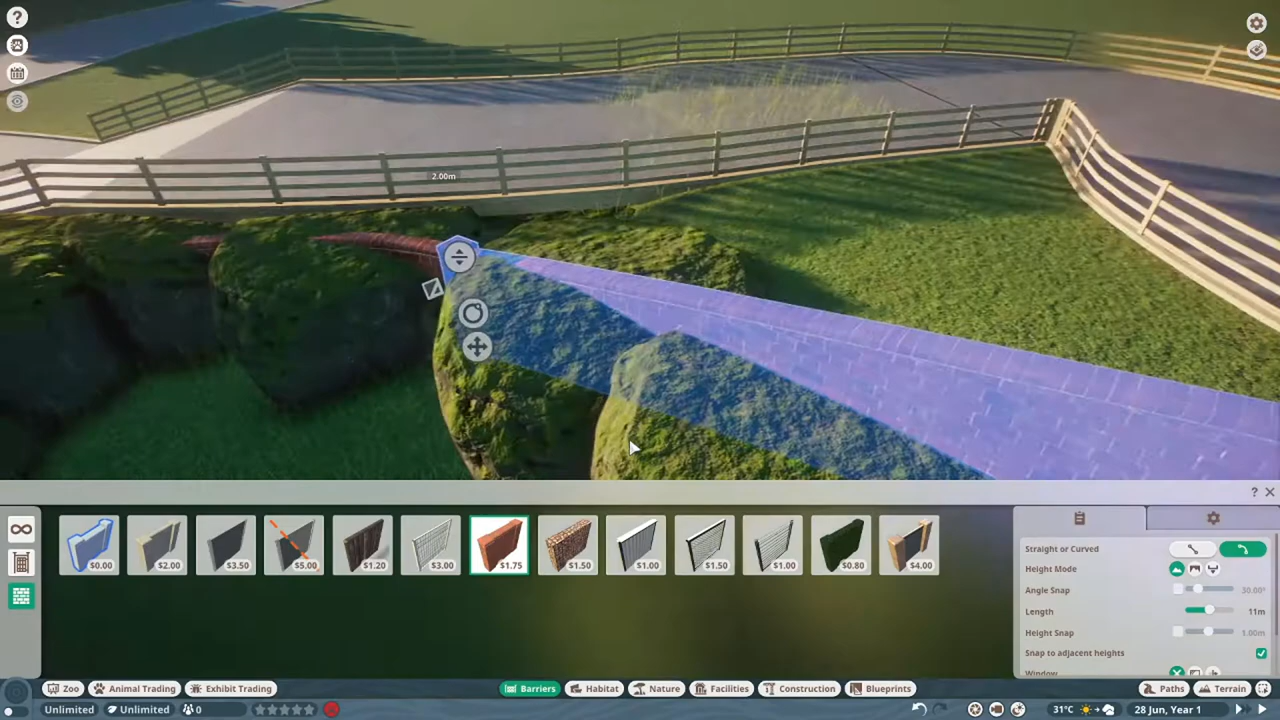 ?
2.00m
? ×
$0.00 $2.00 $3.50 $5.00 $1.20 $3.00 $1.75 $1.50 $1.00 $1.50 $1.00 $0.80 $4.00
Straight or Curved
Height Mode
Angle Snap 30.00°
Length 11m
Height Snap 1.00m
Snap to adjacent heights
Window
Zoo Animal Trading Exhibit Trading Barriers Habitat Nature Facilities Construction Blueprints Paths Terrain
Unlimited Unlimited 0 31°C 28 Jun, Year 1